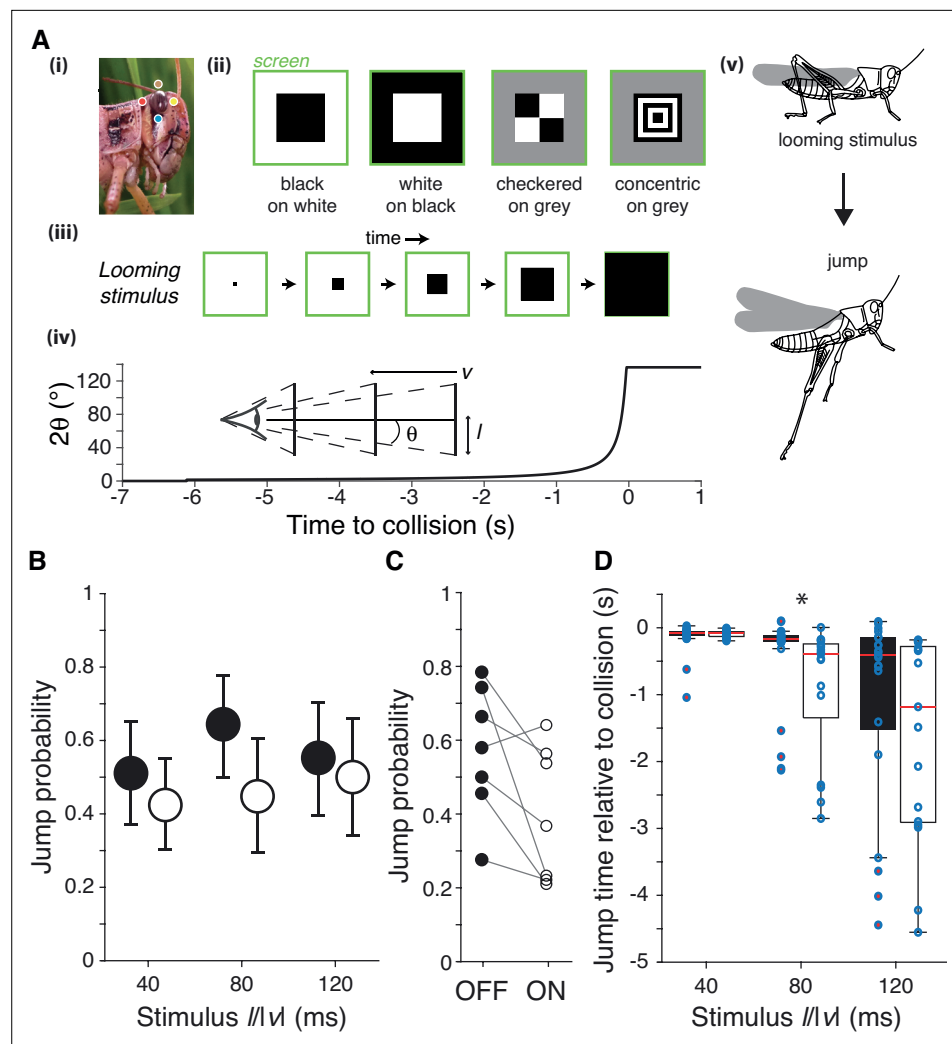 A
(i)
(ii)
screen
black
on white
white
on black
checkered
on grey
concentric
on grey
(v)
looming stimulus
jump
(iii)
time
Looming
stimulus
(iv)
2θ (°)
120
80
40
0
v
θ
l
-7
-6
-5
-4
-3
-2
-1
0
1
Time to collision (s)
B
Jump probability
1
0.8
0.6
0.4
0.2
0
40
80
120
Stimulus l/|v| (ms)
C
Jump probability
1
0.8
0.6
0.4
0.2
0
OFF
ON
D
Jump time relative to collision (s)
0
-1
-2
-3
-4
-5
*
40
80
120
Stimulus l/|v| (ms)